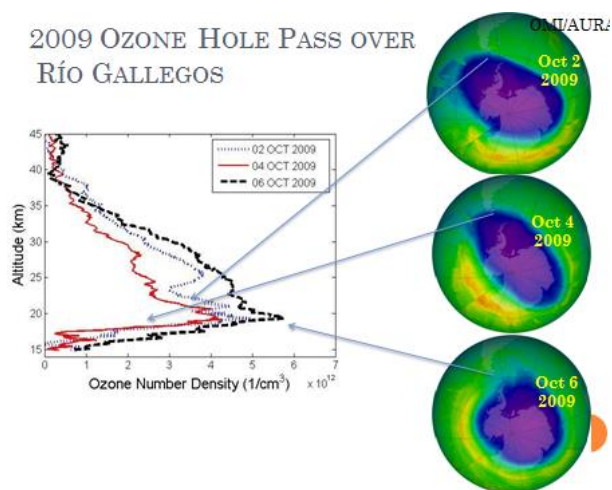 2009 OZONE HOLE PASS OVER
RÍO GALLEGOS
OMI/AURA
Oct 2
2009
45
40
35
30
25
20
15
Altitude (km)
02 OCT 2009
04 OCT 2009
06 OCT 2009
0 1 2 3 4 5 6 7
Ozone Number Density (1/cm³)
x 10¹²
Oct 4
2009
Oct 6
2009